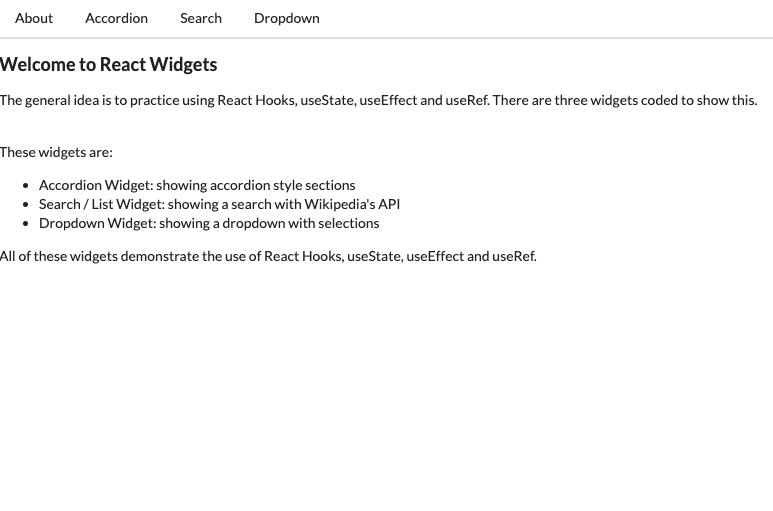 About Accordion Search Dropdown
Welcome to React Widgets
The general idea is to practice using React Hooks, useState, useEffect and useRef. There are three widgets coded to show this.
These widgets are:
Accordion Widget: showing accordion style sections
Search / List Widget: showing a search with Wikipedia's API
Dropdown Widget: showing a dropdown with selections
All of these widgets demonstrate the use of React Hooks, useState, useEffect and useRef.